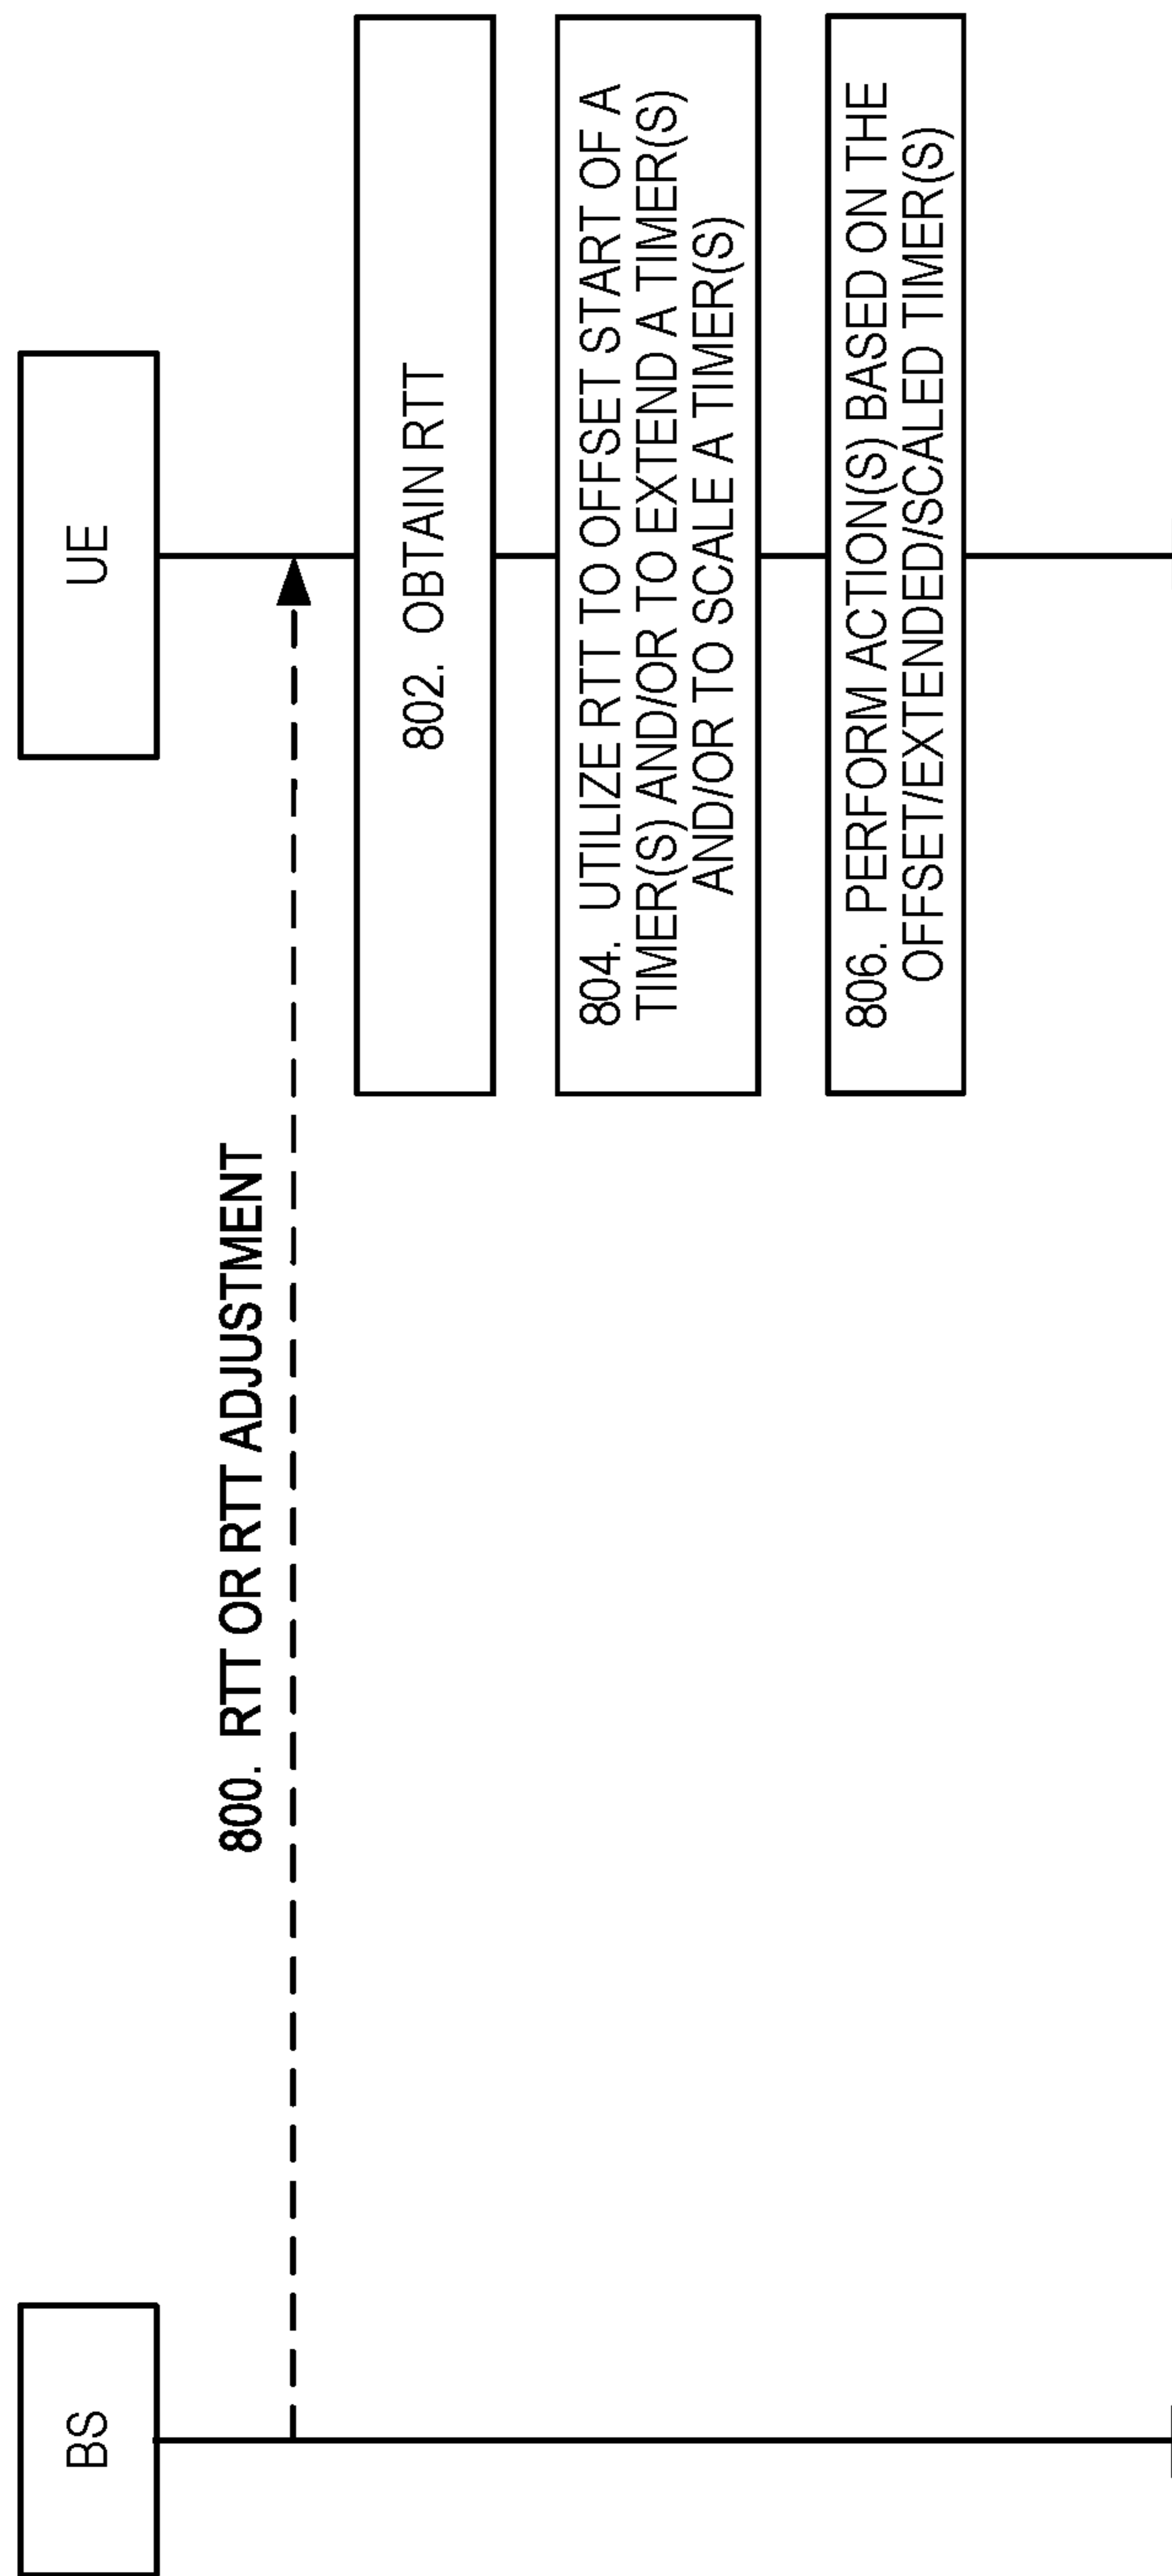 BS
UE
800. RTT OR RTT ADJUSTMENT
802. OBTAIN RTT
804. UTILIZE RTT TO OFFSET START OF A
TIMER(S) AND/OR TO EXTEND A TIMER(S)
AND/OR TO SCALE A TIMER(S)
806. PERFORM ACTION(S) BASED ON THE
OFFSET/EXTENDED/SCALED TIMER(S)